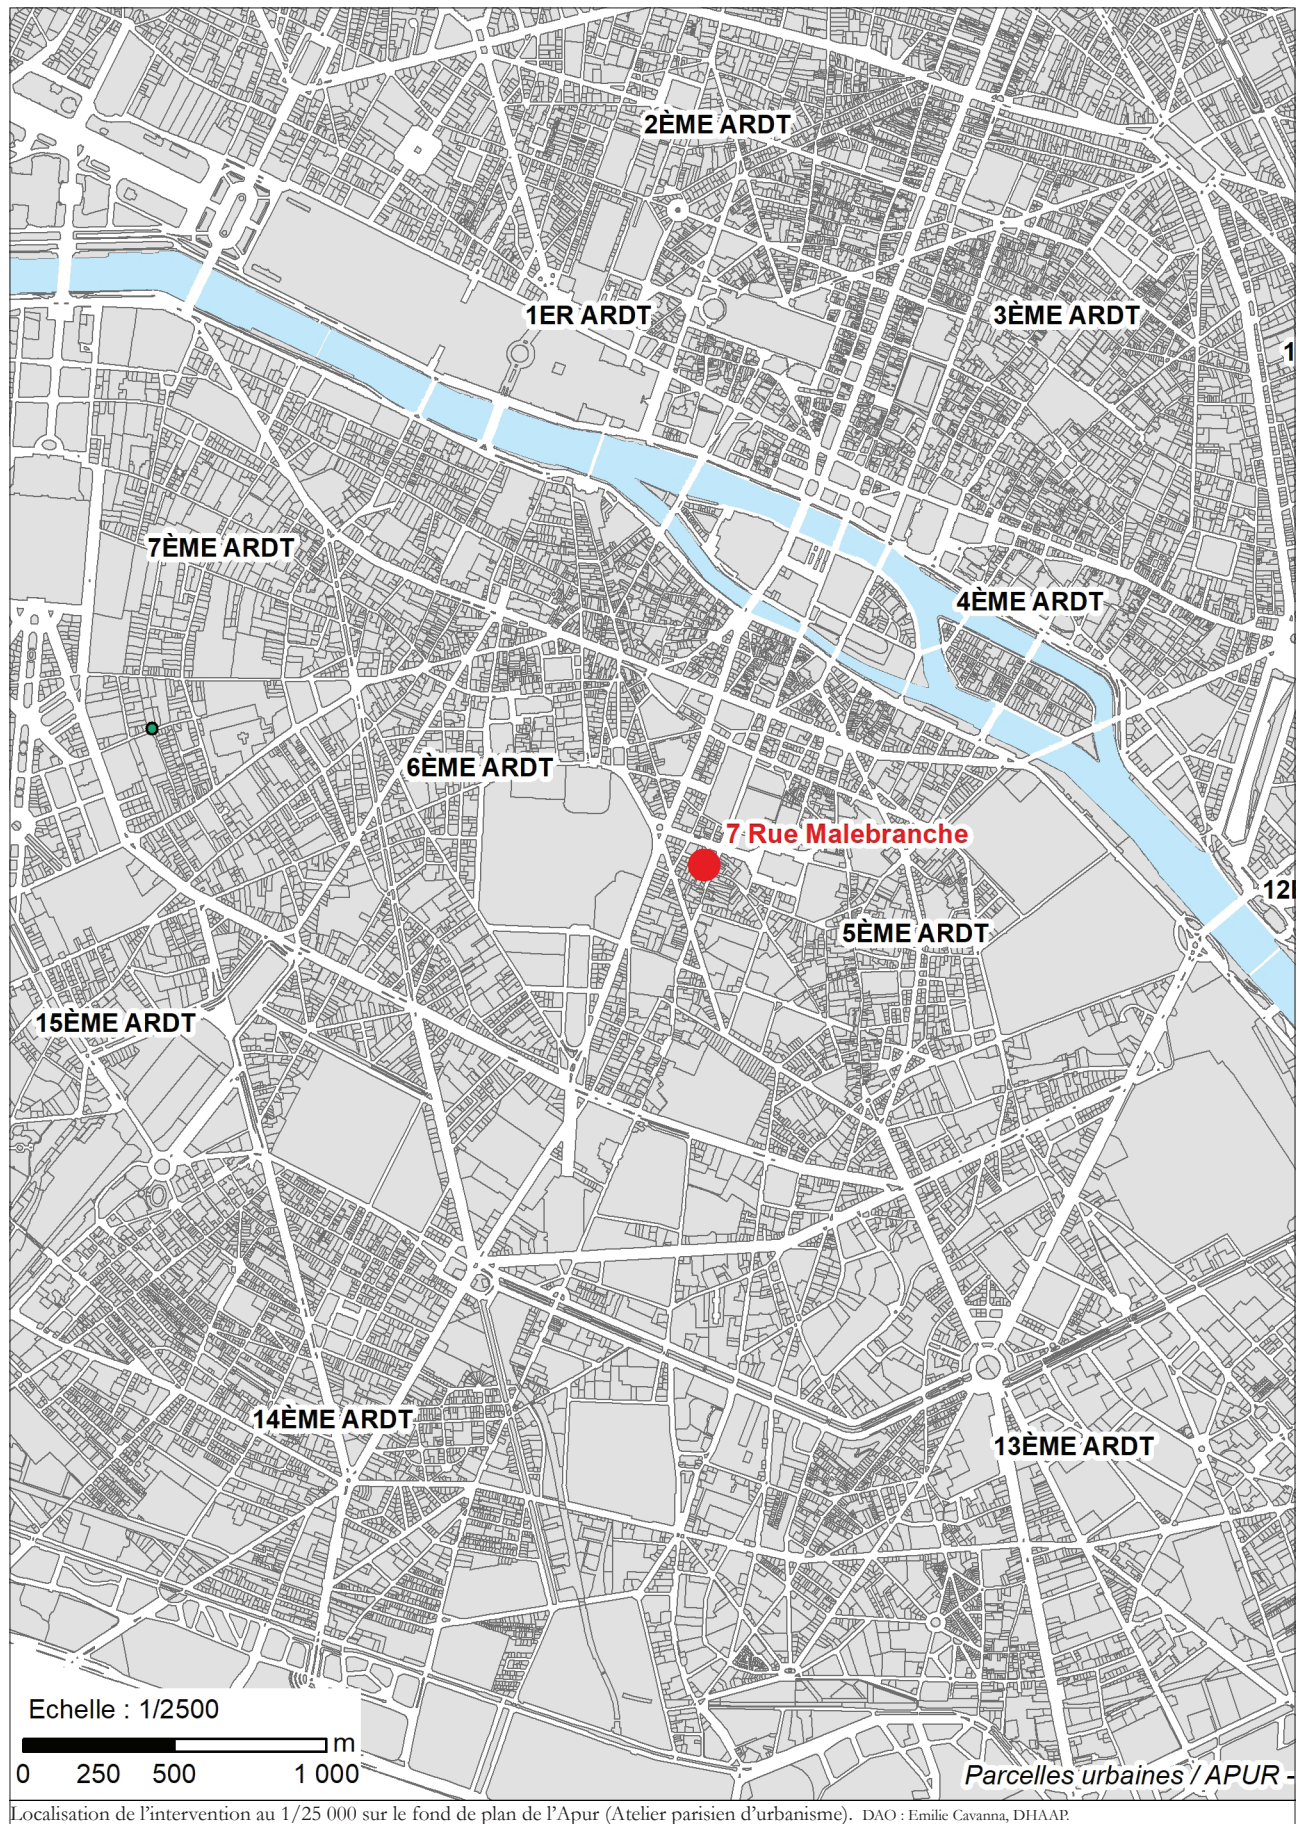 2ÈME ARDT
1ER ARDT
3ÈME ARDT
1
7ÈME ARDT
4ÈME ARDT
6ÈME ARDT
7 Rue Malebranche
12
5ÈME ARDT
15ÈME ARDT
14ÈME ARDT
13ÈME ARDT
Echelle : 1/2500
m
0 250 500 1 000
Parcelles urbaines / APUR -
Localisation de l'intervention au 1/25 000 sur le fond de plan de l'Apur (Atelier parisien d'urbanisme). DAO : Emilie Cavanna, DHAAP.